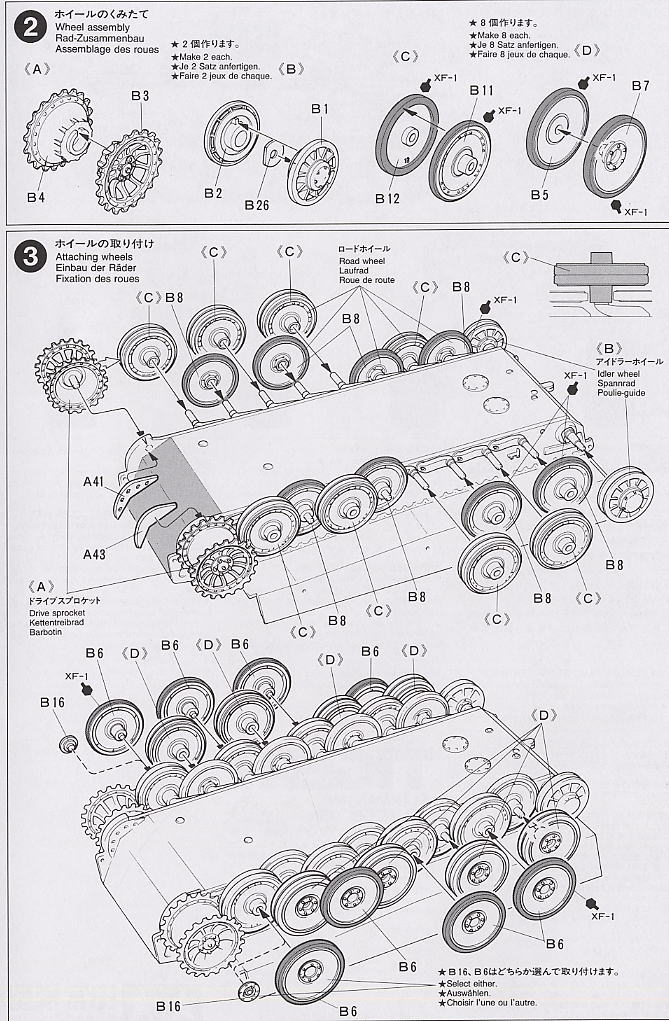 2
ホイールのくみたて
Wheel assembly
Rad-Zusammenbau
Assemblage des roues
★ 2個作ります。
★Make 2 each.
★Je 2 Satz anfertigen.
★Faire 2 jeux de chaque.
★ 8個作ります。
★Make 8 each.
★Je 8 Satz anfertigen.
★Faire 8 jeux de chaque.
《A》
B3
B4
《B》
B1
B2
B26
《C》
XF-1
B11
XF-1
B12
《D》
XF-1
B7
B5
XF-1
3
ホイールの取り付け
Attaching wheels
Einbau der Räder
Fixation des roues
《C》
《C》
ロードホイール
Road wheel
Laufrad
Roue de route
《C》
《C》
B8
B8
《C》
B8
XF-1
《B》
アイドラーホイール
Idler wheel
Spannrad
Poulie-guide
XF-1
A41
A43
《A》
ドライブスプロケット
Drive sprocket
Kettentreibrad
Barbotin
《C》
B8
《C》
B8
《C》
B8
《C》
B8
B6
《D》
B6
《D》
B6
《D》
B6
《D》
XF-1
B16
《D》
XF-1
B6
B6
B16
B6
★B16、B6はどちらか選んで取り付けます。
★Select either.
★Auswählen.
★Choisir l'une ou l'autre.